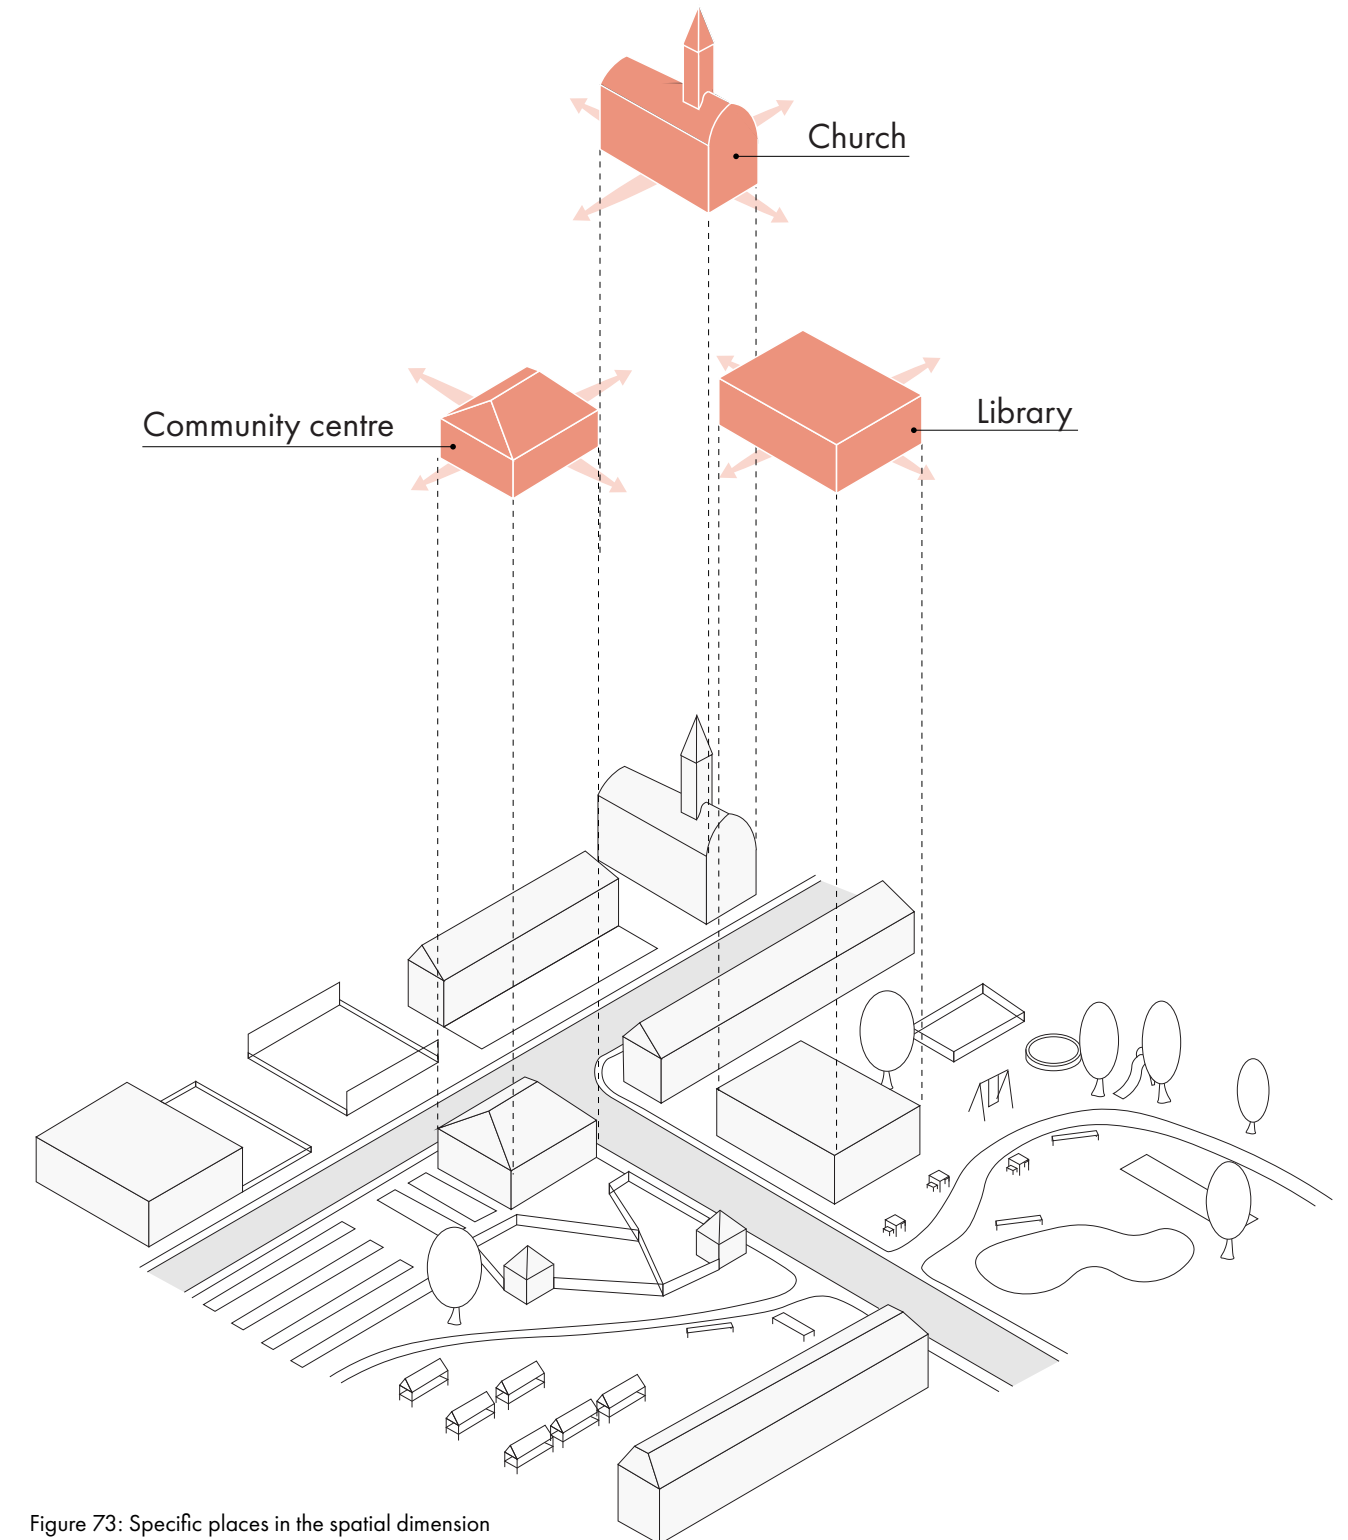 Church
Community centre
Library
Figure 73: Specific places in the spatial dimension